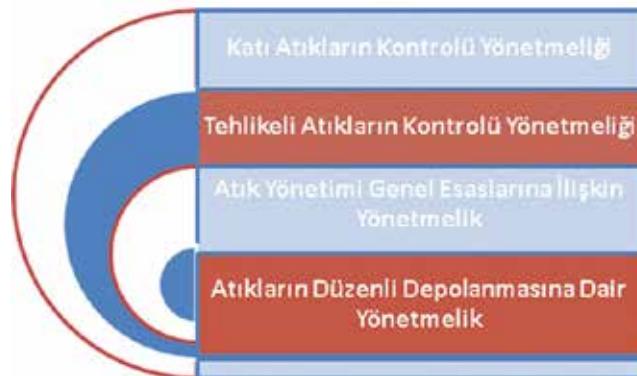 Katı Atıkların Kontrolü Yönetmeliği
Tehlikeli Atıkların Kontrolü Yönetmeliği
Atık Yönetimi Genel Esaslarına İlişkin
Yönetmelik
Atıkların Düzenli Depolanmasına Dair
Yönetmelik